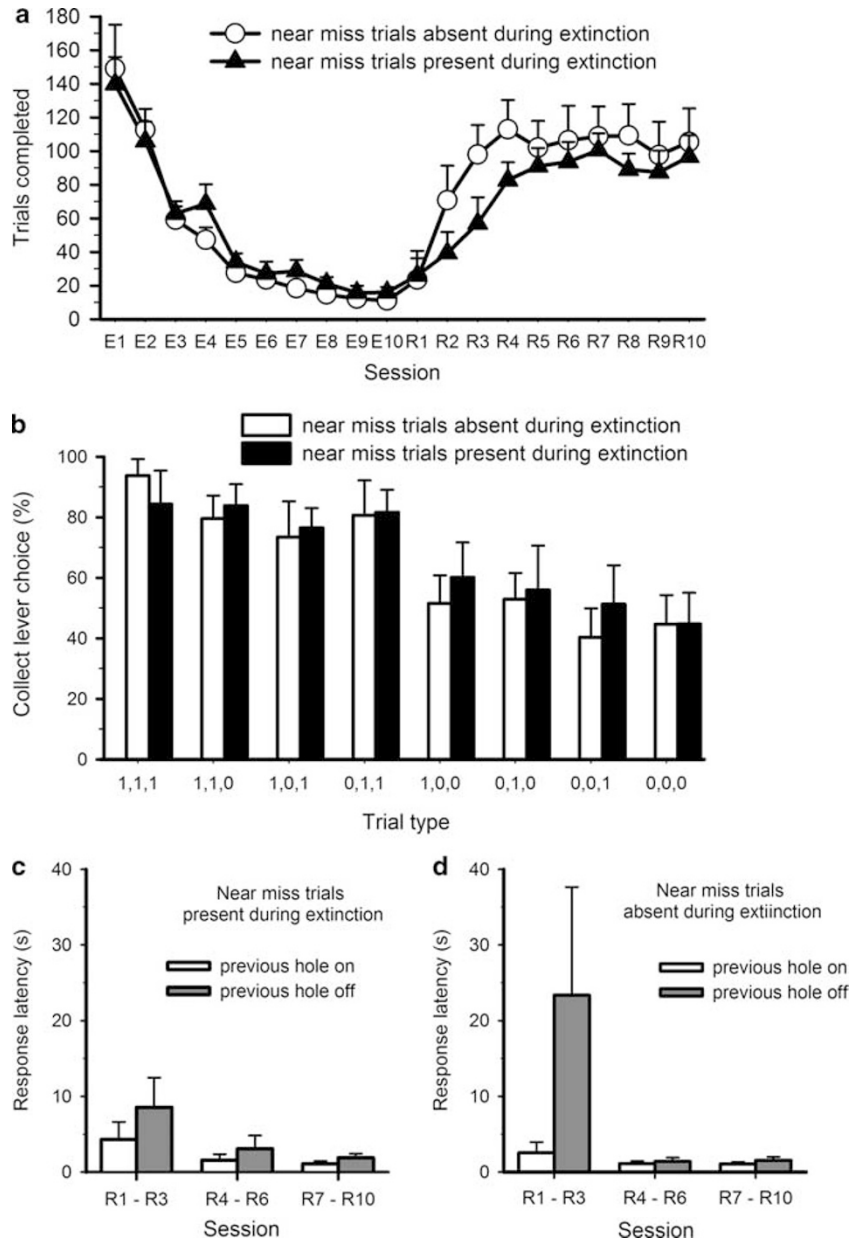 a
near miss trials absent during extinction
near miss trials present during extinction
180
160
140
120
100
80
60
40
20
0
Trials completed
E1 E2 E3 E4 E5 E6 E7 E8 E9 E10 R1 R2 R3 R4 R5 R6 R7 R8 R9 R10
Session
b
near miss trials absent during extinction
near miss trials present during extinction
100
80
60
40
20
0
Collect lever choice (%)
1,1,1 1,1,0 1,0,1 0,1,1 1,0,0 0,1,0 0,0,1 0,0,0
Trial type
c
Near miss trials
present during extinction
previous hole on
previous hole off
40
30
20
10
0
Response latency (s)
R1 - R3 R4 - R6 R7 - R10
Session
d
Near miss trials
absent during extiinction
previous hole on
previous hole off
40
30
20
10
0
Response latency (s)
R1 - R3 R4 - R6 R7 - R10
Session